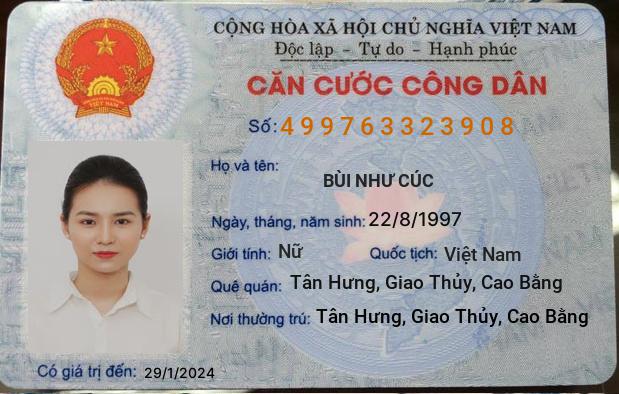 CỘNG HÒA XÃ HỘI CHỦ NGHĨA VIỆT NAM
Độc lập - Tự do - Hạnh phúc
CĂN CƯỚC CÔNG DÂN
Số: 499763323908
Họ và tên:
BÙI NHƯ CÚC
Ngày, tháng, năm sinh: 22/8/1997
Giới tính: Nữ Quốc tịch: Việt Nam
Quê quán: Tân Hưng, Giao Thủy, Cao Bằng
Nơi thường trú: Tân Hưng, Giao Thủy, Cao Bằng
Có giá trị đến: 29/1/2024
VIỆT NAM